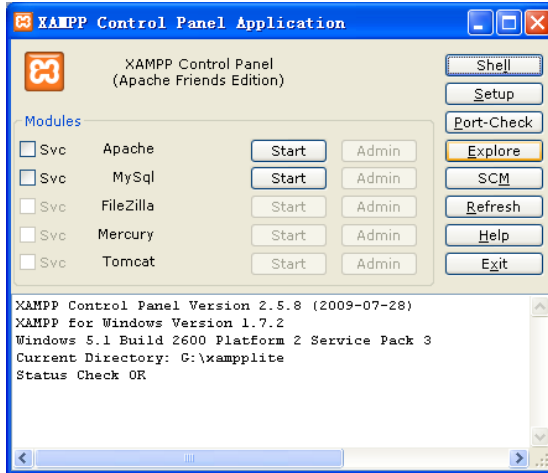 XAMPP Control Panel Application
XAMPP Control Panel
(Apache Friends Edition)
Shell
Setup
Port-Check
Explore
SCM
Refresh
Help
Exit
Modules
Svc Apache Start Admin
Svc MySql Start Admin
Svc FileZilla Start Admin
Svc Mercury Start Admin
Svc Tomcat Start Admin
XAMPP Control Panel Version 2.5.8 (2009-07-28)
XAMPP for Windows Version 1.7.2
Windows 5.1 Build 2600 Platform 2 Service Pack 3
Current Directory: G:\xampplite
Status Check OK